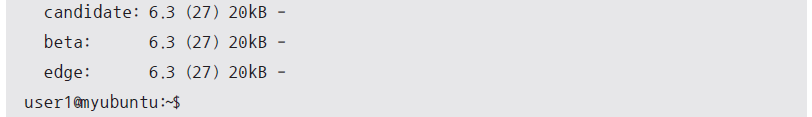 candidate: 6.3 (27) 20kB -
beta: 6.3 (27) 20kB -
edge: 6.3 (27) 20kB -
user1@myubuntu:~$